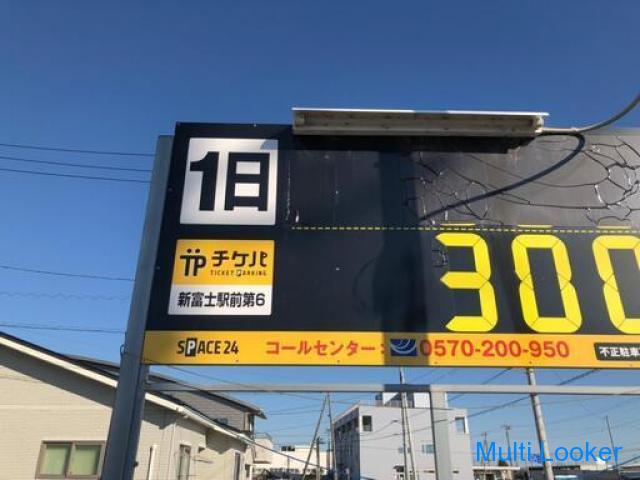 1日
TP チケパ
TICKET PARKING
新富士駅前第6
300
SPACE24 コールセンター: 0570-200-950 不正駐車
Multi Looker